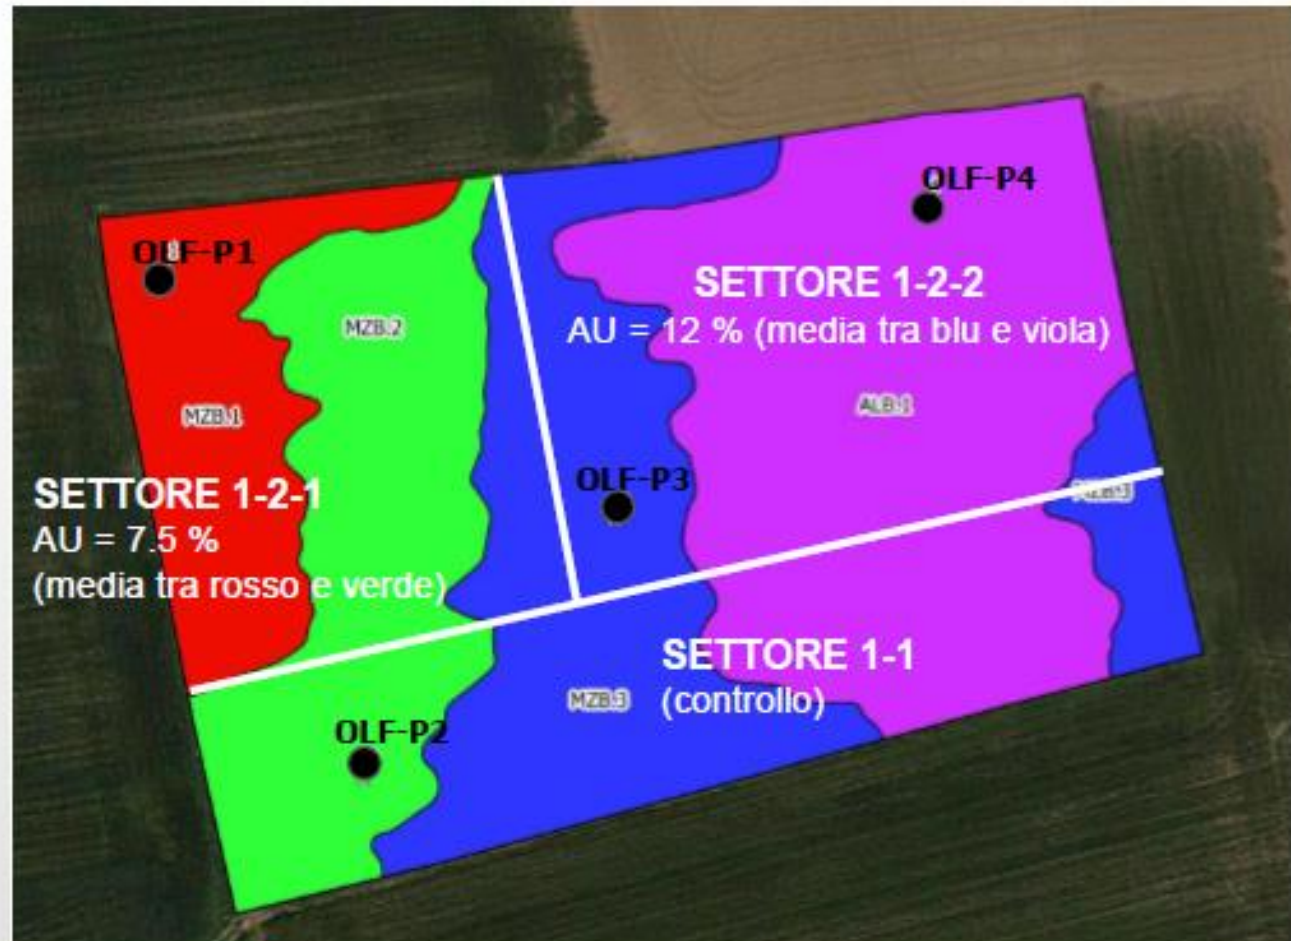 OLF-P4
OLF-P1
SETTORE 1-2-2
AU = 12 % (media tra blu e viola)
MZB.2
MZB.1
ALB.1
OLF-P3
SETTORE 1-2-1
AU = 7.5 %
(media tra rosso e verde)
MZB.3
SETTORE 1-1
(controllo)
MZB.3
OLF-P2